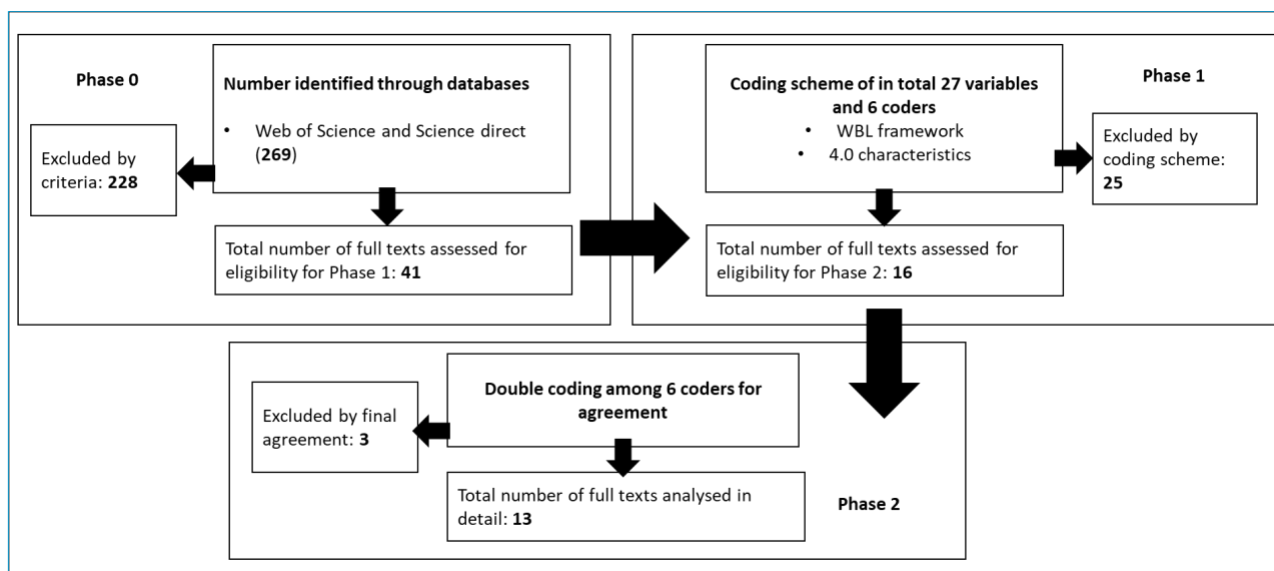 Phase 0
Number identified through databases
• Web of Science and Science direct
(269)
Excluded by
criteria: 228
Total number of full texts assessed for
eligibility for Phase 1: 41
Phase 1
Coding scheme of in total 27 variables
and 6 coders
• WBL framework
• 4.0 characteristics
Excluded by
coding scheme:
25
Total number of full texts assessed for
eligibility for Phase 2: 16
Double coding among 6 coders for
agreement
Excluded by final
agreement: 3
Total number of full texts analysed in
detail: 13
Phase 2